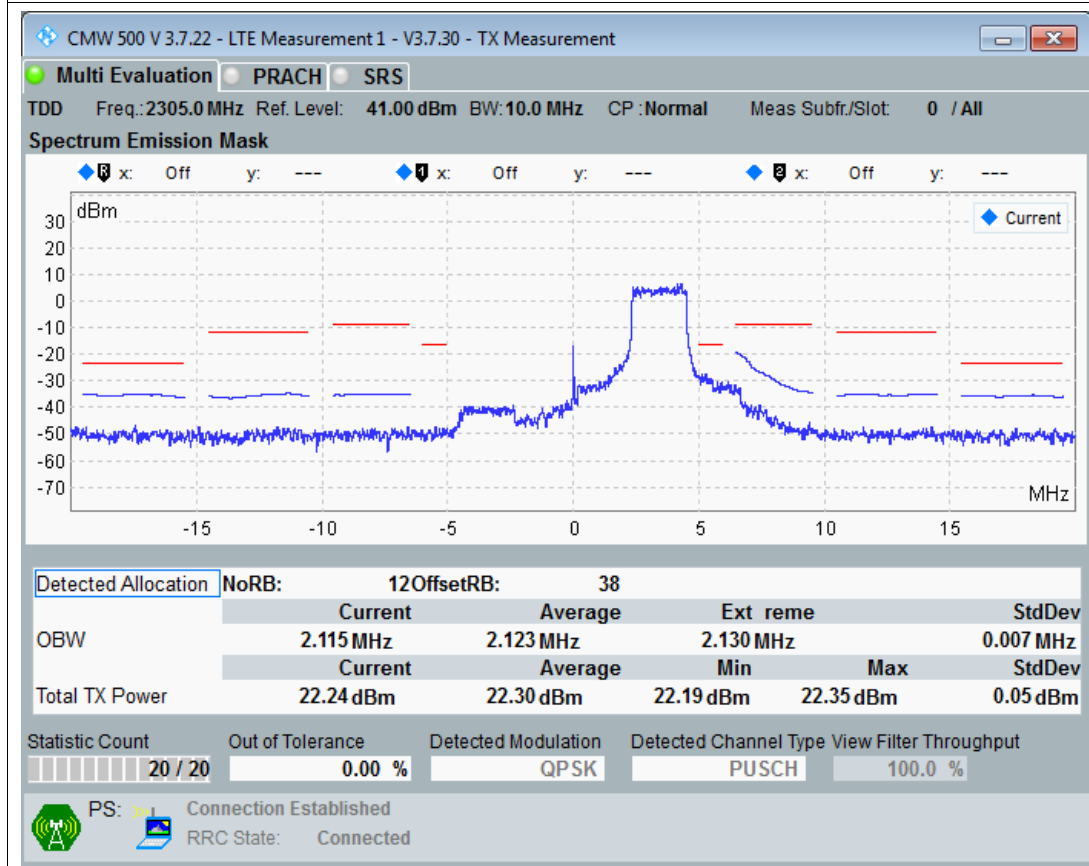 CMW 500 V 3.7.22 - LTE Measurement 1 - V3.7.30 - TX Measurement
Multi Evaluation PRACH SRS
TDD Freq.: 2305.0 MHz Ref. Level: 41.00 dBm BW: 10.0 MHz CP : Normal Meas Subfr./Slot: 0 / All
Spectrum Emission Mask
R x: Off y: --- 1 x: Off y: --- 2 x: Off y: ---
dBm
Current
30
20
10
0
-10
-20
-30
-40
-50
-60
-70
MHz
-15 -10 -5 0 5 10 15
Detected Allocation NoRB: 12 OffsetRB: 38
Current Average Ext reme StdDev
OBW 2.115 MHz 2.123 MHz 2.130 MHz 0.007 MHz
Current Average Min Max StdDev
Total TX Power 22.24 dBm 22.30 dBm 22.19 dBm 22.35 dBm 0.05 dBm
Statistic Count Out of Tolerance Detected Modulation Detected Channel Type View Filter Throughput
20 / 20 0.00 % QPSK PUSCH 100.0 %
PS: Connection Established
RRC State: Connected